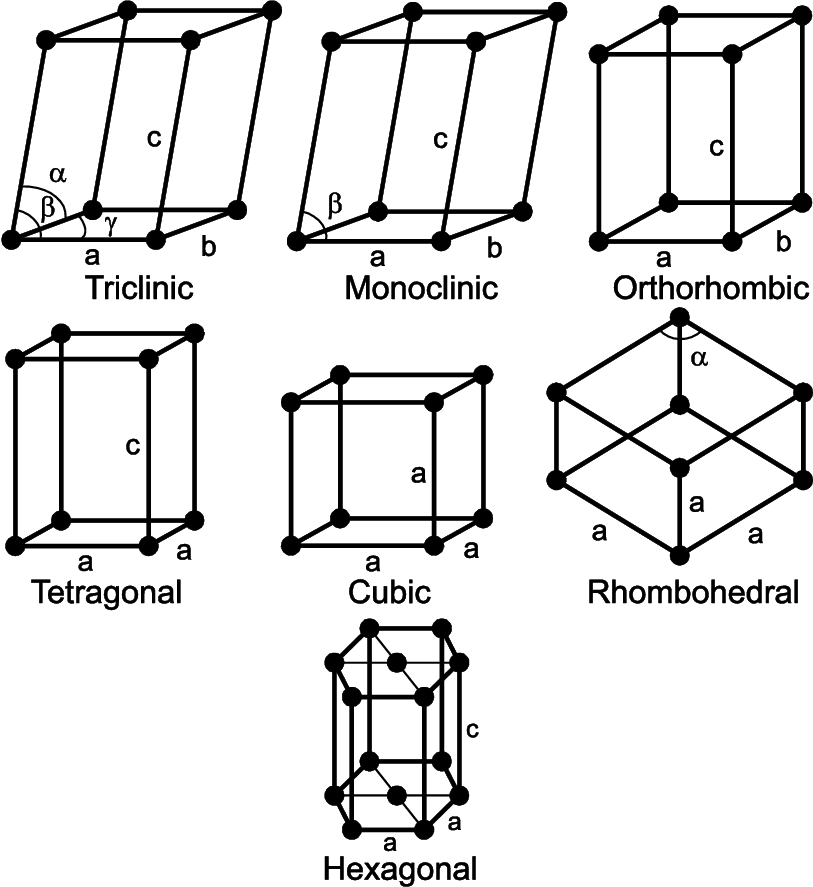 α
β
γ
c
a
b
Triclinic
β
c
a
b
Monoclinic
c
a
b
Orthorhombic
c
a
a
Tetragonal
a
a
a
Cubic
α
a
a
a
Rhombohedral
c
a
a
Hexagonal